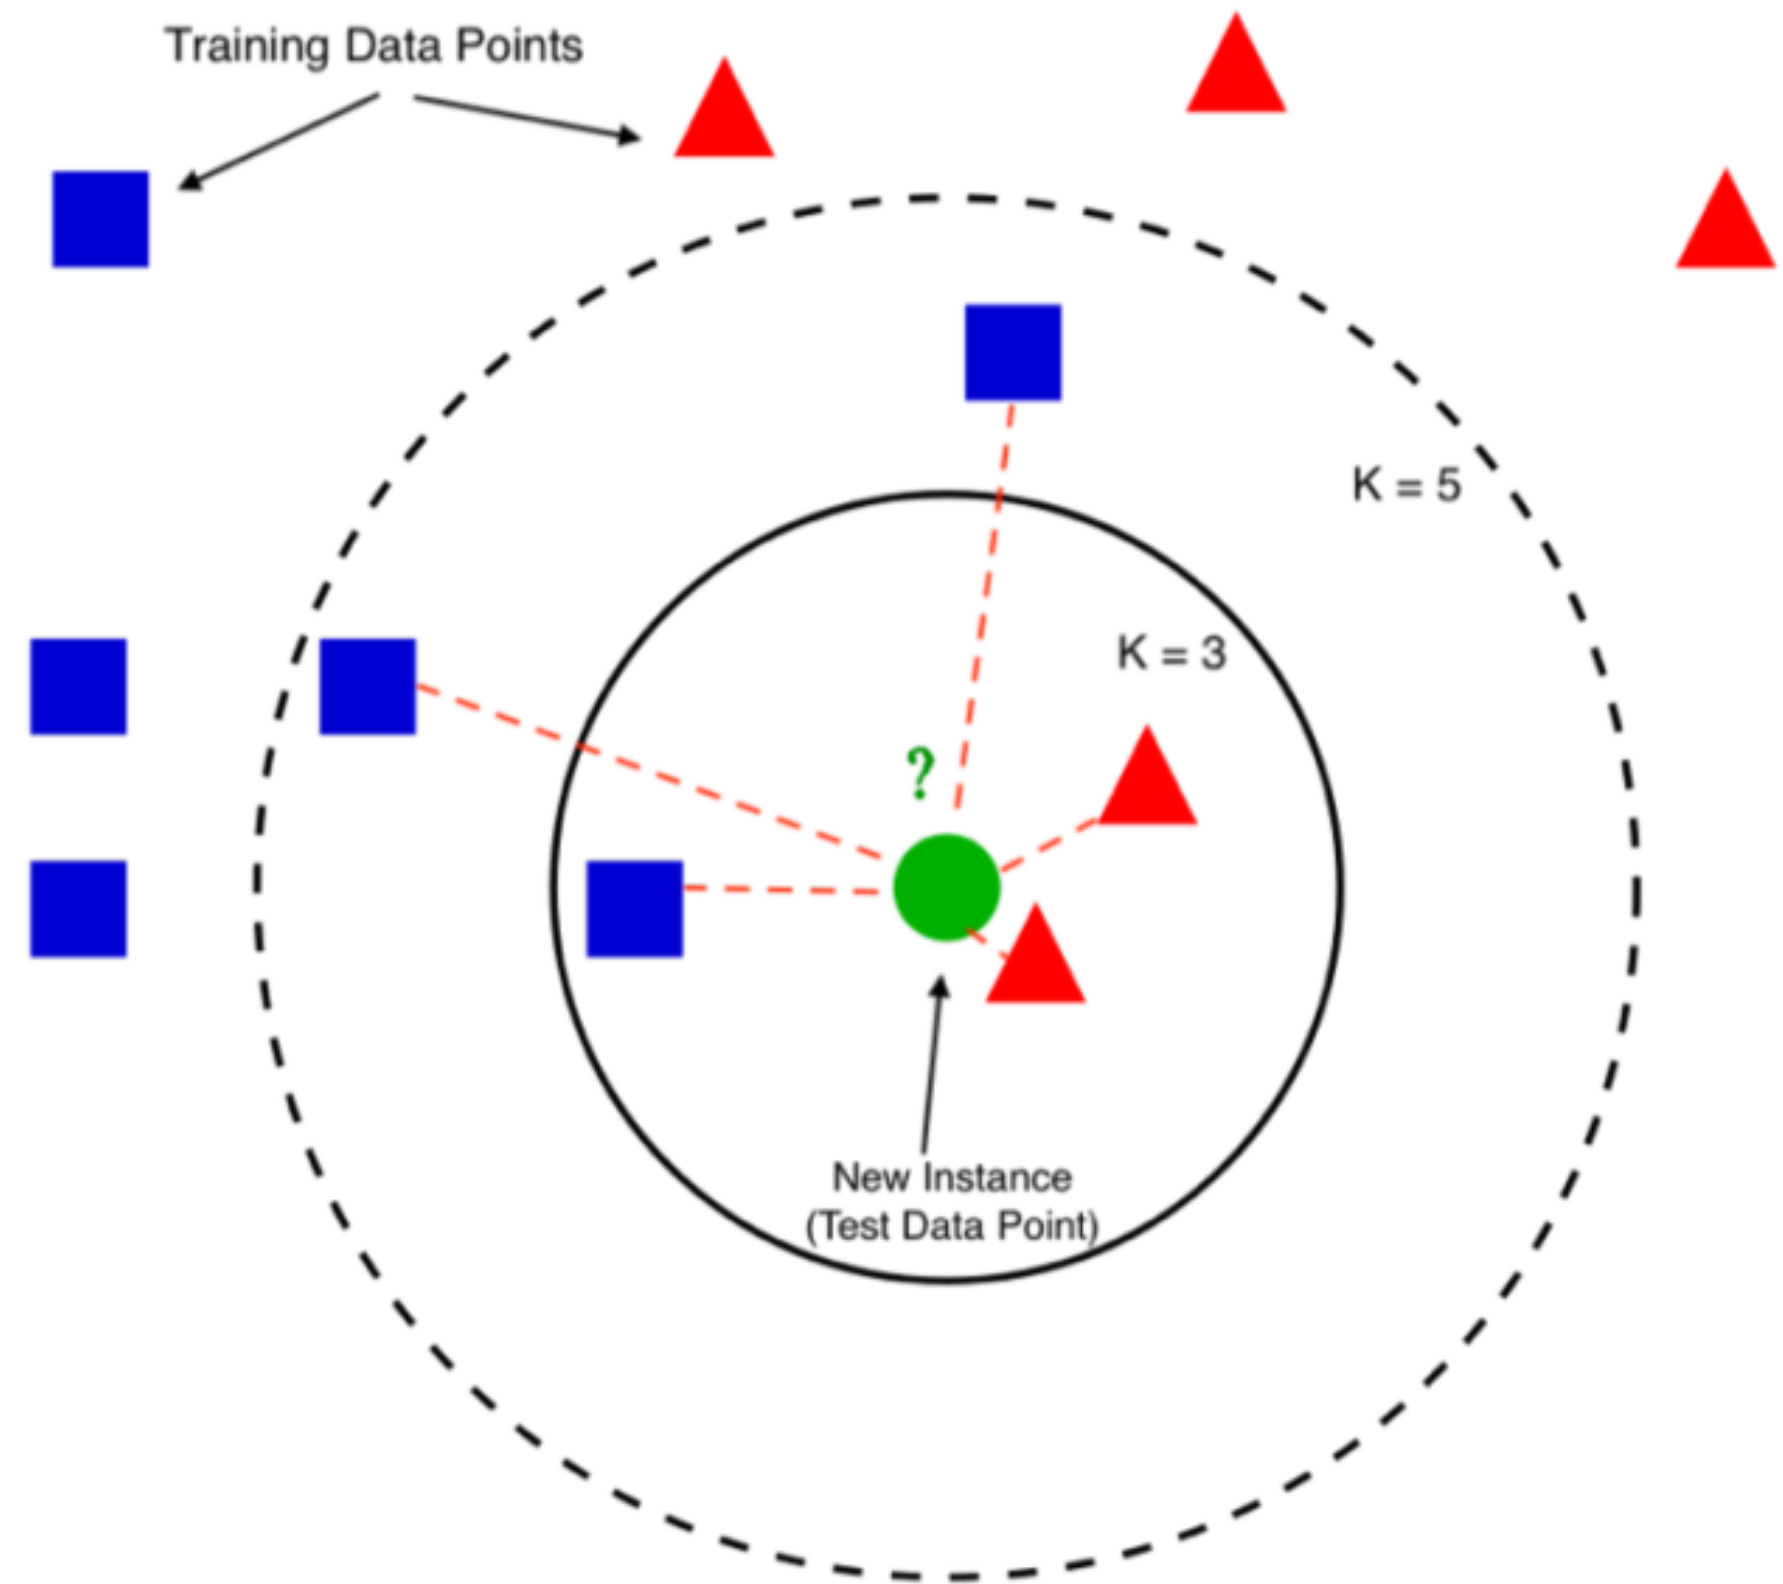 Training Data Points
K = 5
K = 3
?
New Instance
(Test Data Point)